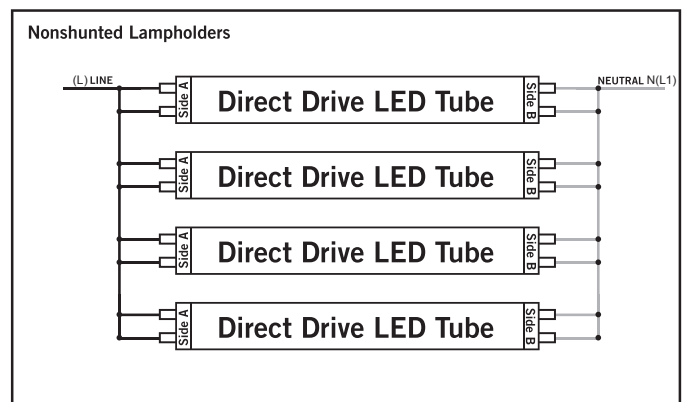 Nonshunted Lampholders
(L) LINE
NEUTRAL N(L1)
Side A
Direct Drive LED Tube
Side B
Side A
Direct Drive LED Tube
Side B
Side A
Direct Drive LED Tube
Side B
Side A
Direct Drive LED Tube
Side B